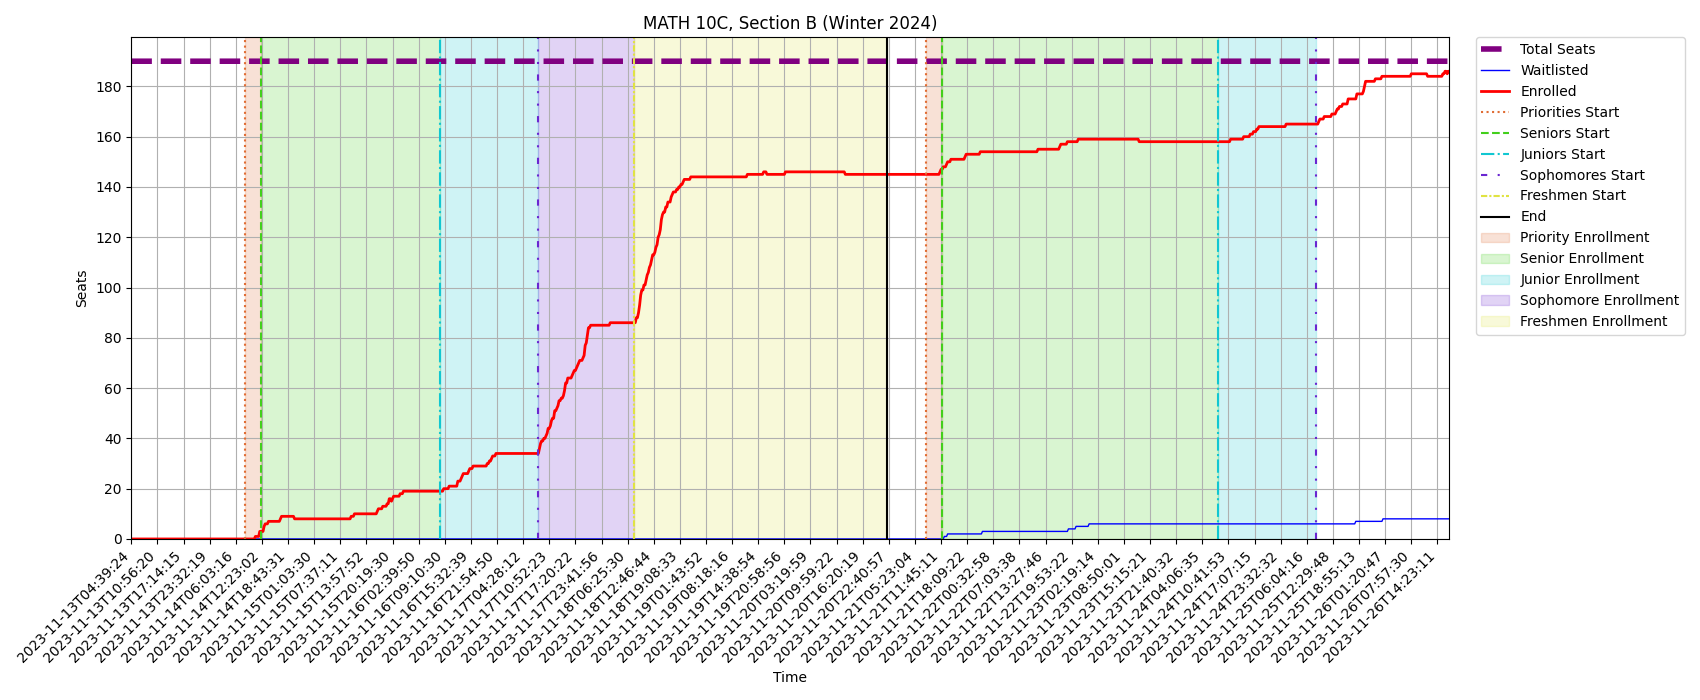 MATH 10C, Section B (Winter 2024)
Seats
180
160
140
120
100
80
60
40
20
0
2023-11-13T04:39:24
2023-11-13T10:56:20
2023-11-13T17:14:15
2023-11-13T23:32:19
2023-11-14T06:03:16
2023-11-14T12:23:02
2023-11-14T18:43:31
2023-11-15T01:03:30
2023-11-15T07:37:11
2023-11-15T13:57:52
2023-11-15T20:19:30
2023-11-16T02:39:50
2023-11-16T09:10:30
2023-11-16T15:32:39
2023-11-16T21:54:50
2023-11-17T04:28:12
2023-11-17T10:52:23
2023-11-17T17:20:22
2023-11-17T23:41:56
2023-11-18T06:25:30
2023-11-18T12:46:44
2023-11-18T19:08:33
2023-11-19T01:43:52
2023-11-19T08:18:16
2023-11-19T14:38:54
2023-11-19T20:58:56
2023-11-20T03:19:59
2023-11-20T09:59:22
2023-11-20T16:20:19
2023-11-20T22:40:57
2023-11-21T05:23:04
2023-11-21T11:45:11
2023-11-21T18:09:22
2023-11-22T00:32:58
2023-11-22T07:03:38
2023-11-22T13:27:46
2023-11-22T19:53:22
2023-11-23T02:19:14
2023-11-23T08:50:01
2023-11-23T15:15:21
2023-11-23T21:40:32
2023-11-24T04:06:35
2023-11-24T10:41:53
2023-11-24T17:07:15
2023-11-24T23:32:32
2023-11-25T06:04:16
2023-11-25T12:29:48
2023-11-25T18:55:13
2023-11-26T01:20:47
2023-11-26T07:57:30
2023-11-26T14:23:11
Time
Total Seats
Waitlisted
Enrolled
Priorities Start
Seniors Start
Juniors Start
Sophomores Start
Freshmen Start
End
Priority Enrollment
Senior Enrollment
Junior Enrollment
Sophomore Enrollment
Freshmen Enrollment